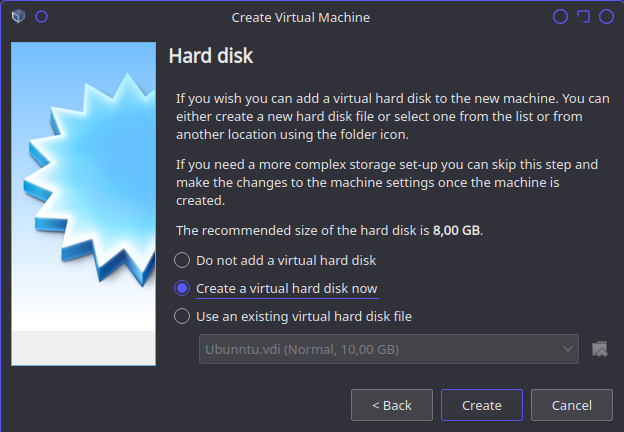 Create Virtual Machine
Hard disk
If you wish you can add a virtual hard disk to the new machine. You can
either create a new hard disk file or select one from the list or from
another location using the folder icon.
If you need a more complex storage set-up you can skip this step and
make the changes to the machine settings once the machine is
created.
The recommended size of the hard disk is 8,00 GB.
Do not add a virtual hard disk
Create a virtual hard disk now
Use an existing virtual hard disk file
Ubunntu.vdi (Normal, 10,00 GB)
< Back
Create
Cancel